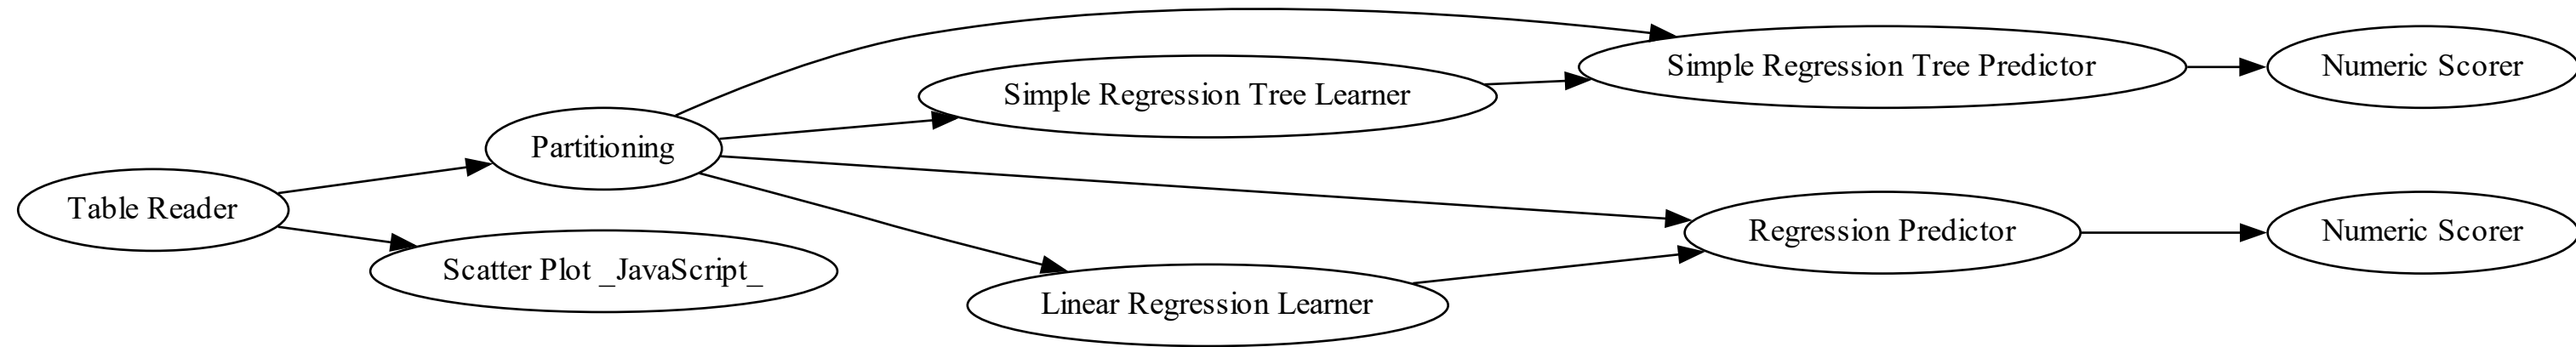 Simple Regression Tree Predictor
Numeric Scorer
Simple Regression Tree Learner
Partitioning
Table Reader
Regression Predictor
Numeric Scorer
Scatter Plot _JavaScript_
Linear Regression Learner